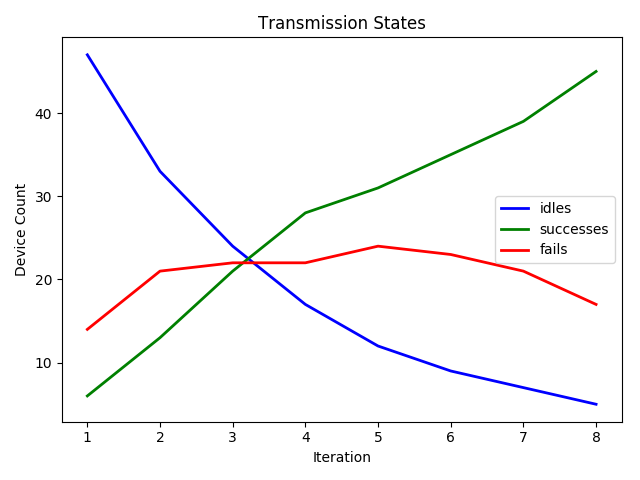 Transmission States
Device Count
40
30
20
10
idles
successes
fails
1 2 3 4 5 6 7 8
Iteration